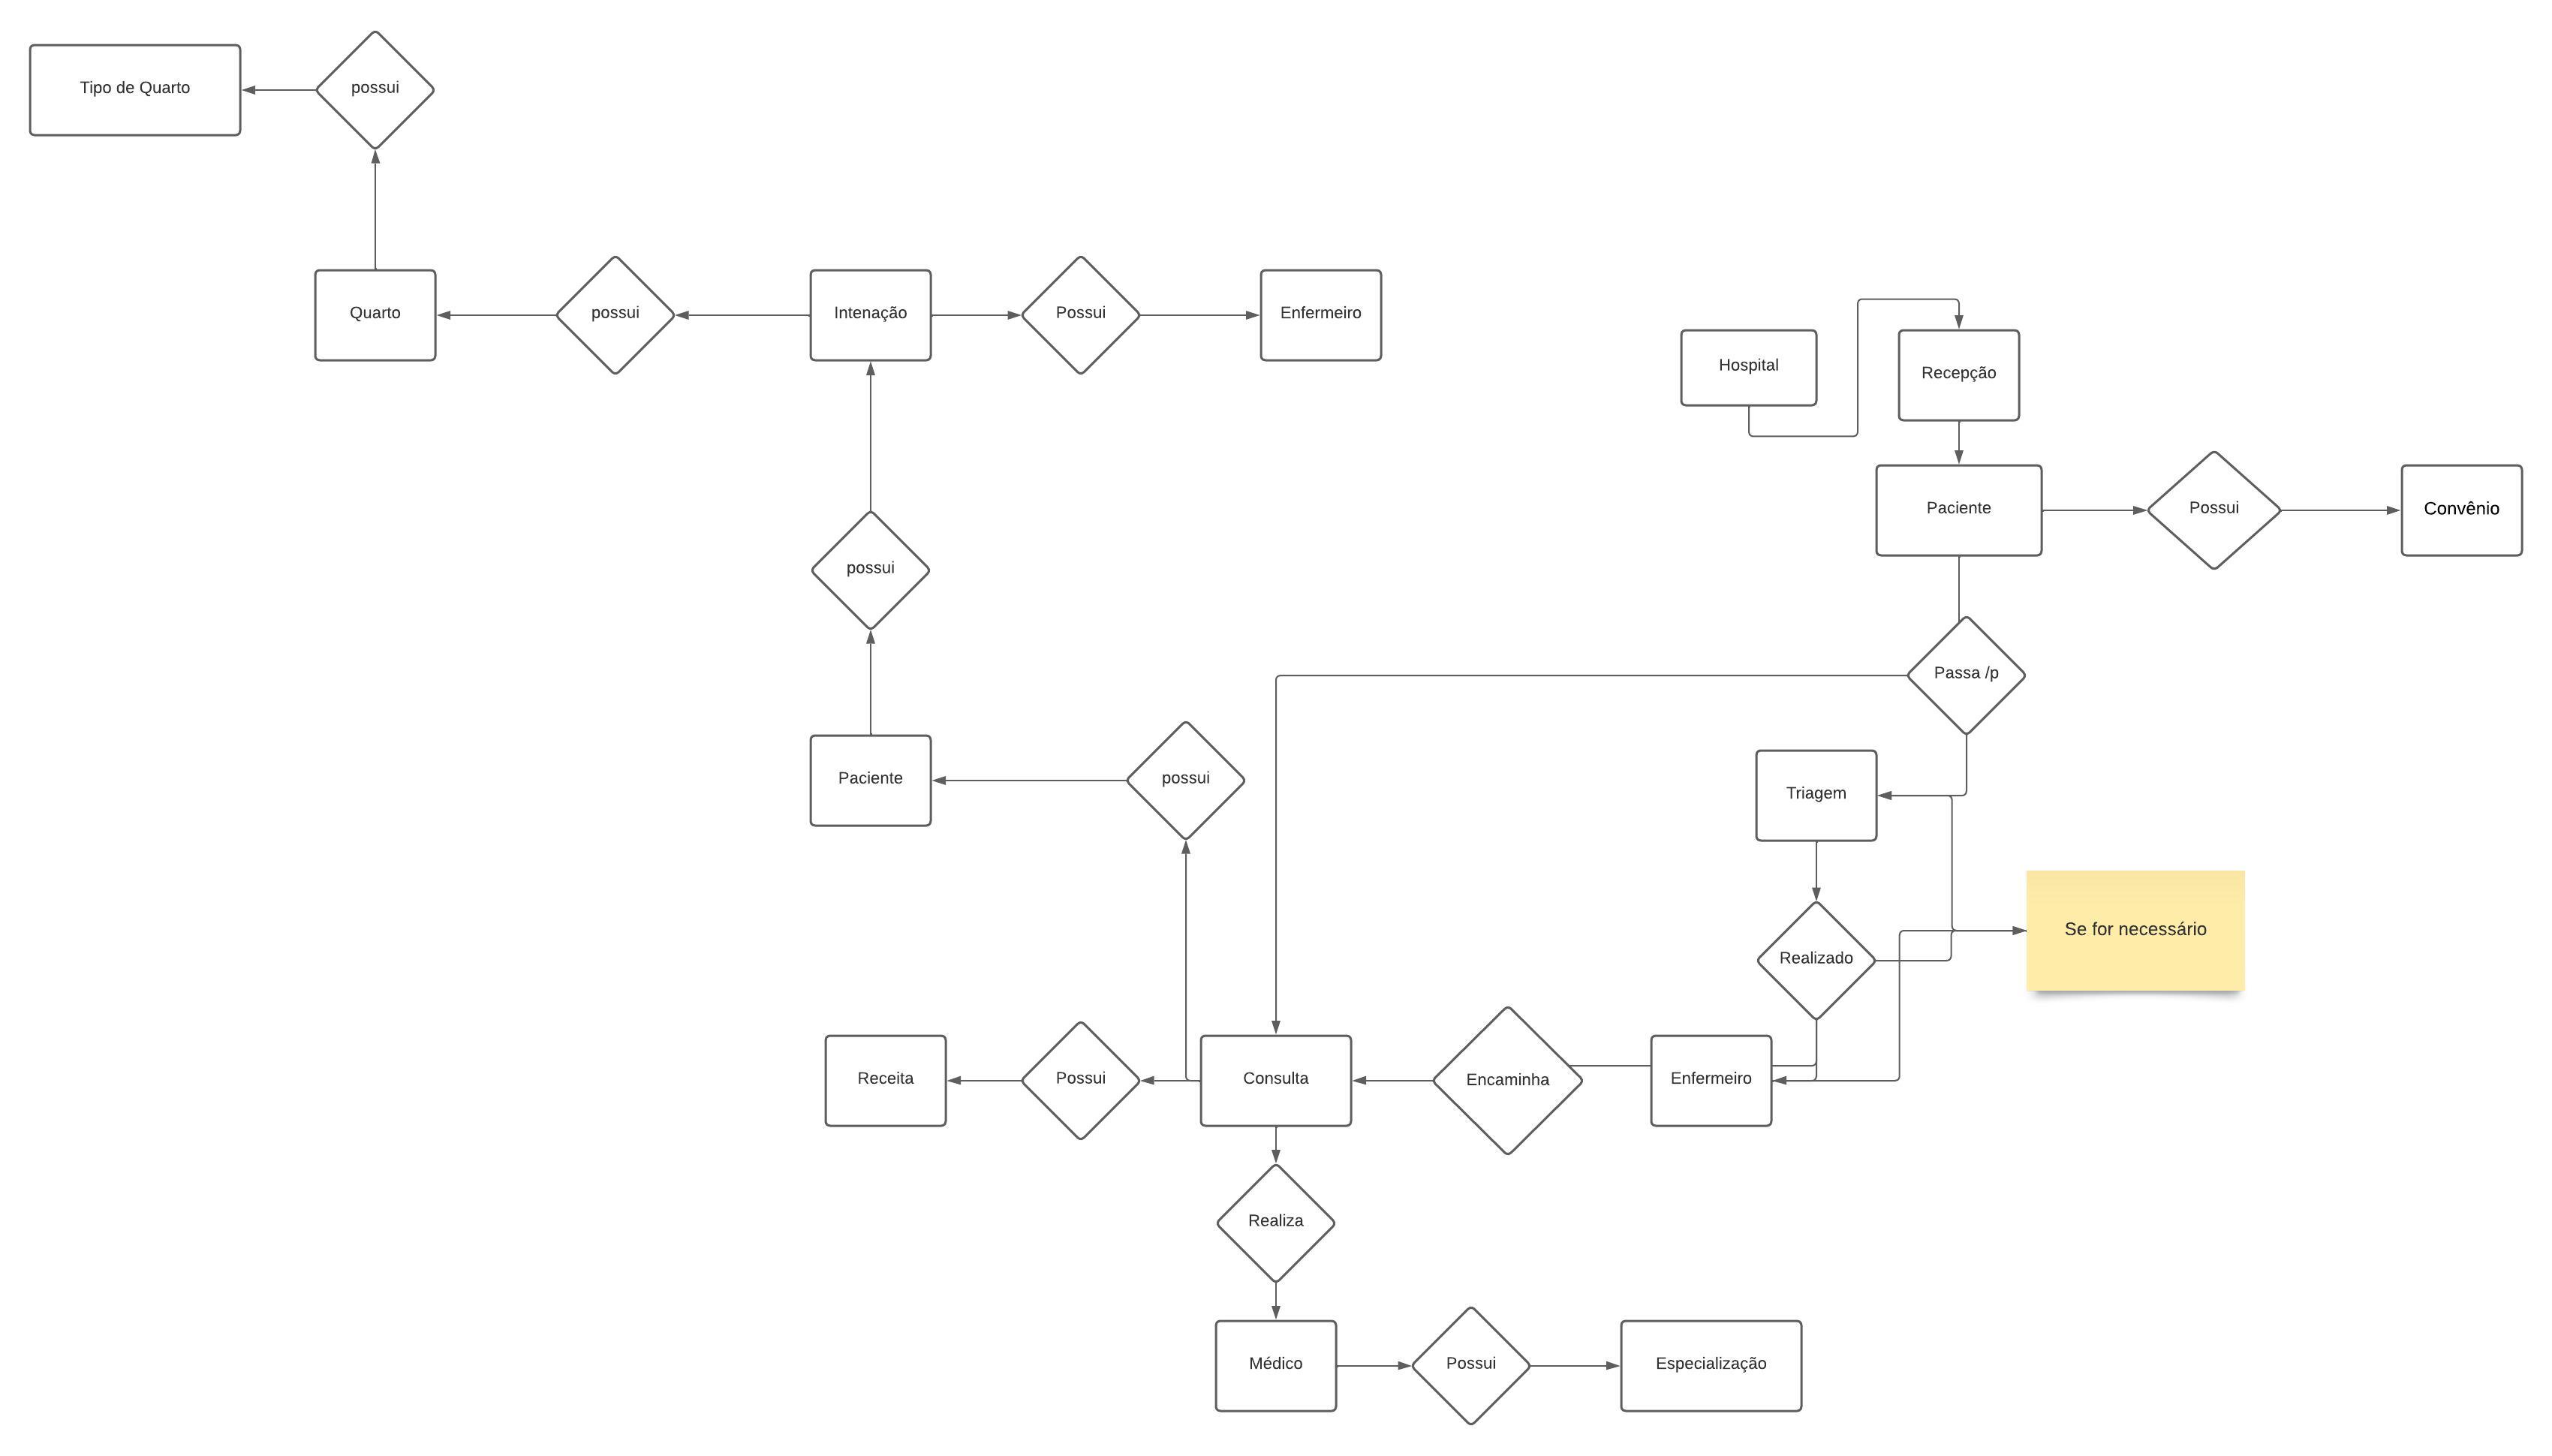 Tipo de Quarto
possui
Quarto
possui
Intenação
Possui
Enfermeiro
Hospital
Recepção
Paciente
Possui
Convênio
possui
Passa /p
Paciente
possui
Triagem
Se for necessário
Realizado
Receita
Possui
Consulta
Encaminha
Enfermeiro
Realiza
Médico
Possui
Especialização